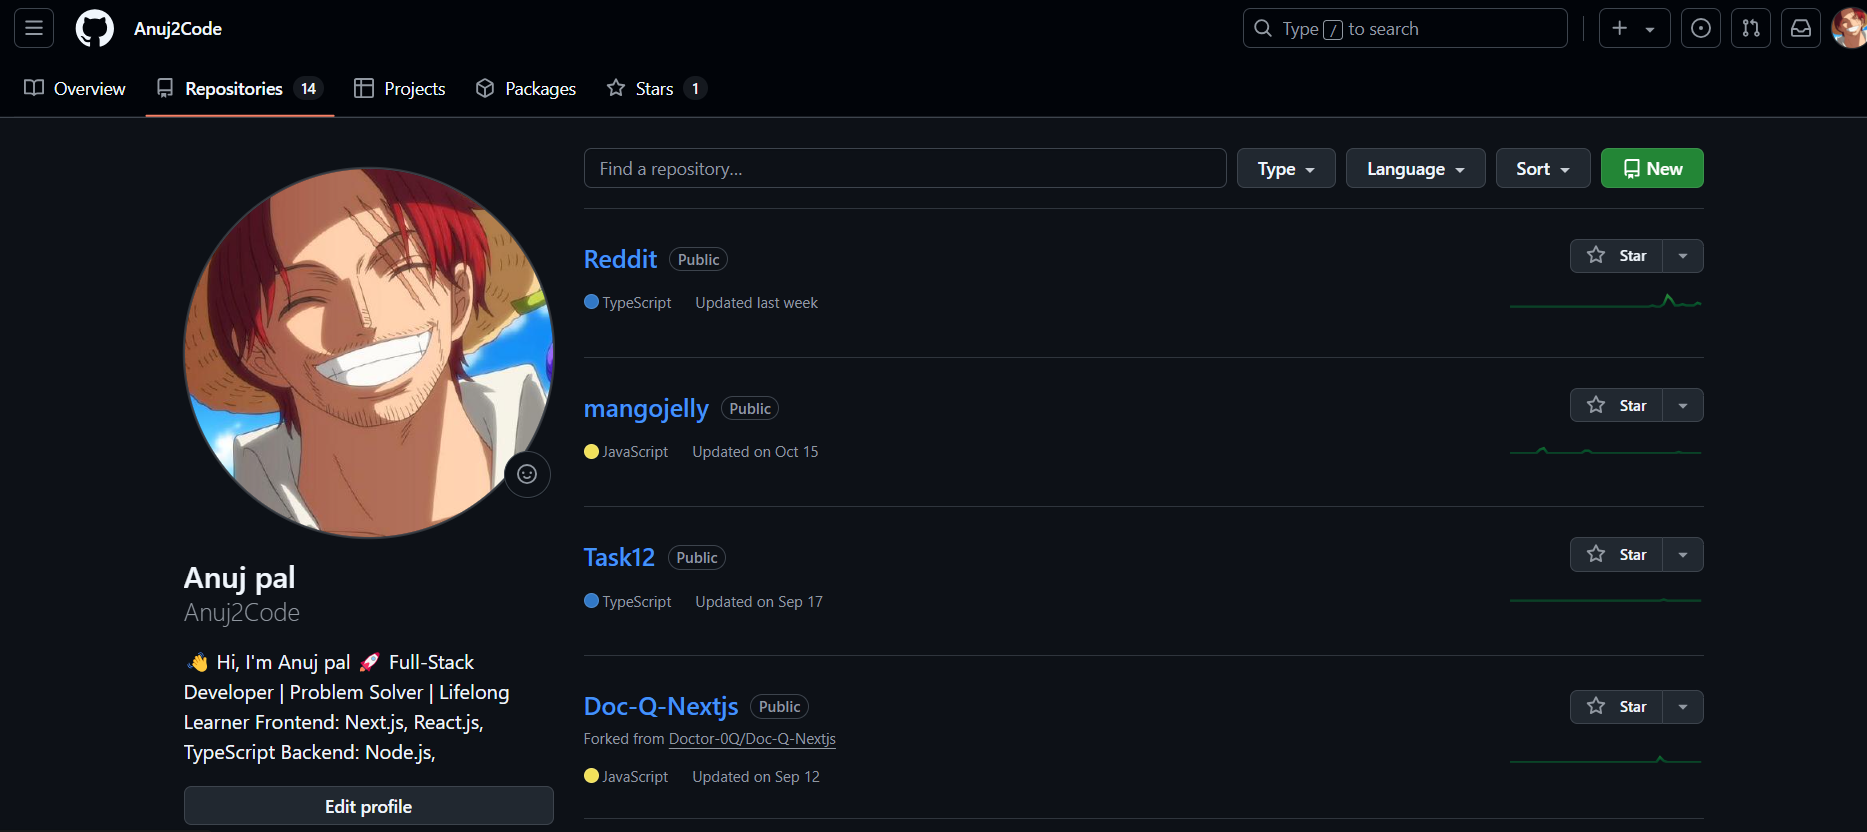 Anuj2Code
Type / to search
Overview
Repositories 14
Projects
Packages
Stars 1
Find a repository...
Type
Language
Sort
New
Anuj pal
Anuj2Code
👋 Hi, I'm Anuj pal 🚀 Full-Stack
Developer | Problem Solver | Lifelong
Learner Frontend: Next.js, React.js,
TypeScript Backend: Node.js,
Edit profile
Reddit Public
Star
TypeScript Updated last week
mangojelly Public
Star
JavaScript Updated on Oct 15
Task12 Public
Star
TypeScript Updated on Sep 17
Doc-Q-Nextjs Public
Star
Forked from Doctor-0Q/Doc-Q-Nextjs
JavaScript Updated on Sep 12